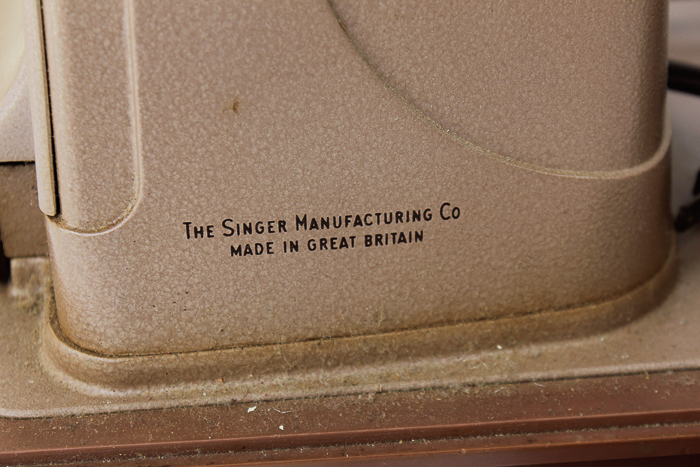 The Singer Manufacturing Co
MADE IN GREAT BRITAIN